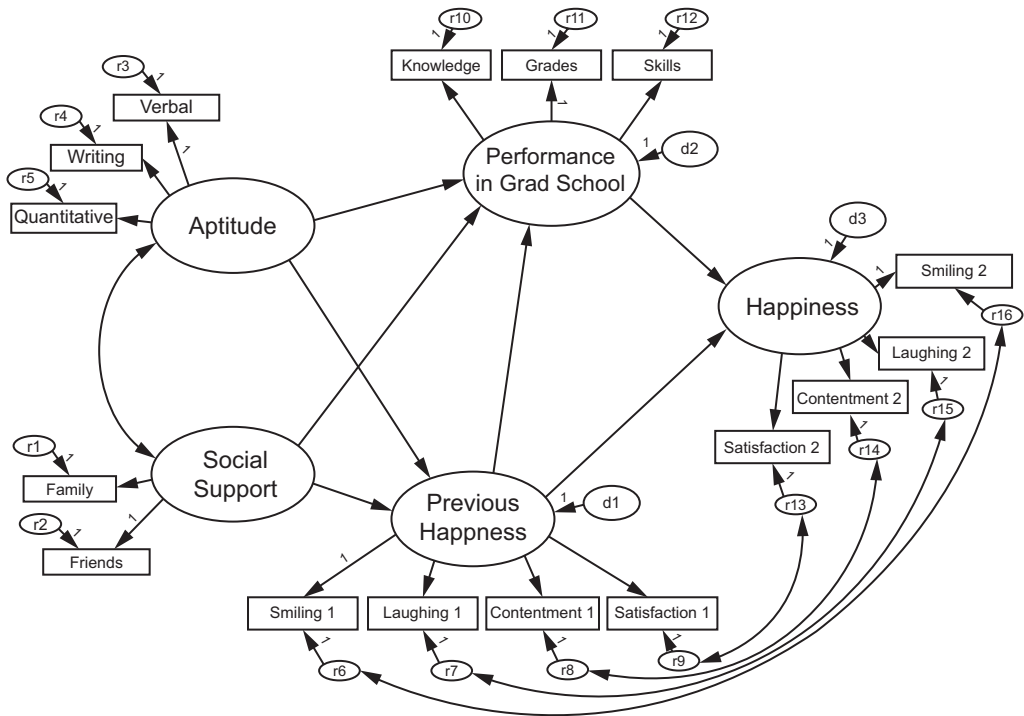 r10
1
r11
1
r12
1
Knowledge
Grades
Skills
1
r3
1
Verbal
1
r4
1
Writing
r5
1
Quantitative
Aptitude
Performance
in Grad School
1
d2
d3
1
Happiness
1
Smiling 2
r16
Laughing 2
1
r15
Contentment 2
1
r14
Satisfaction 2
1
r13
r1
1
Family
r2
1
Friends
1
Social
Support
Previous
Happness
1
d1
1
Smiling 1
Laughing 1
Contentment 1
Satisfaction 1
1
r6
1
r7
1
r8
1
r9